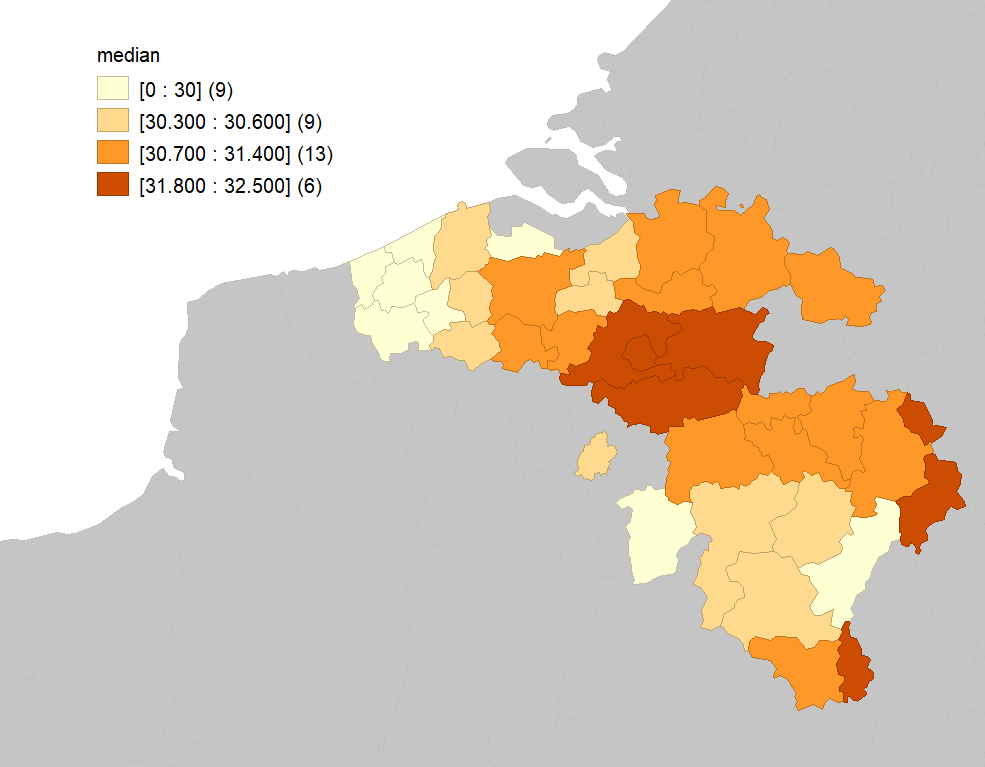 median
[0 : 30] (9)
[30.300 : 30.600] (9)
[30.700 : 31.400] (13)
[31.800 : 32.500] (6)